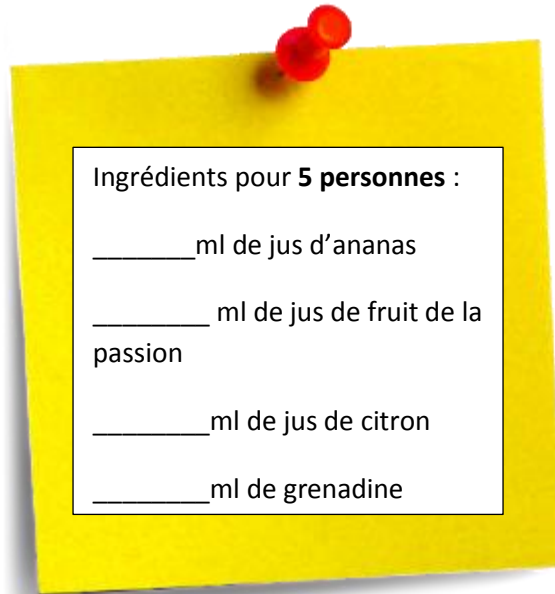 Ingrédients pour 5 personnes :
_______ml de jus d’ananas
________ ml de jus de fruit de la
passion
________ml de jus de citron
________ml de grenadine